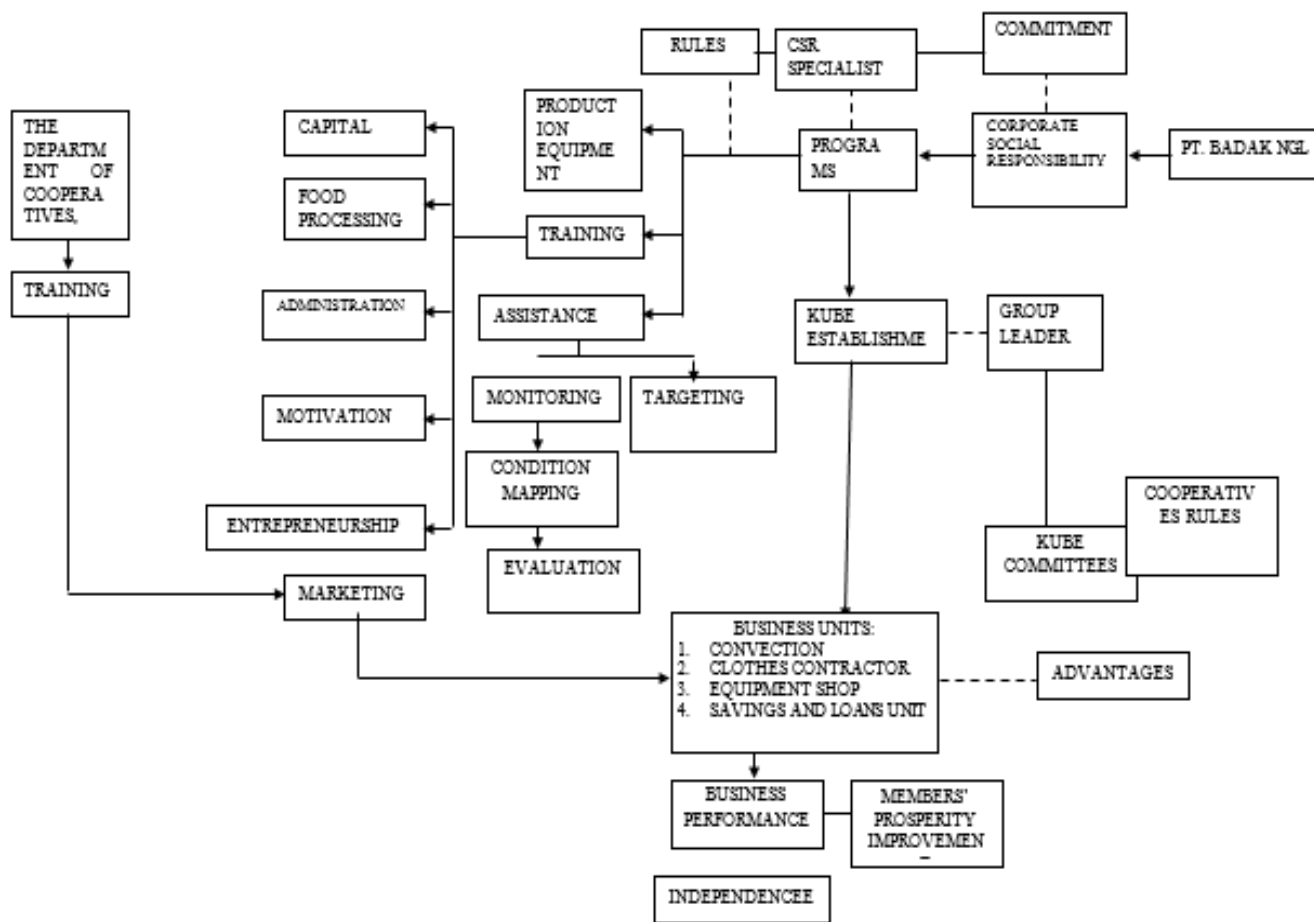 COMMITMENT
RULES
CSR
SPECIALIST
THE
DEPARTM
ENT OF
COOPERA
TIVES,
CAPITAL
PRODUCT
ION
EQUIPME
NT
PROGRA
MS
CORPORATE
SOCIAL
RESPONSIBILITY
PT. BADAK NGL
FOOD
PROCESSING
TRAINING
TRAINING
ADMINISTRATION
ASSISTANCE
KUBE
ESTABLISHME
GROUP
LEADER
MONITORING
TARGETING
MOTIVATION
CONDITION
MAPPING
COOPERATIV
ES RULES
ENTREPRENEURSHIP
KUBE
COMMITTEES
EVALUATION
MARKETING
BUSINESS UNITS:
1. CONVECTION
2. CLOTHES CONTRACTOR
3. EQUIPMENT SHOP
4. SAVINGS AND LOANS UNIT
ADVANTAGES
BUSINESS
PERFORMANCE
MEMBERS'
PROSPERITY
IMPROVEMEN
INDEPENDENCEE